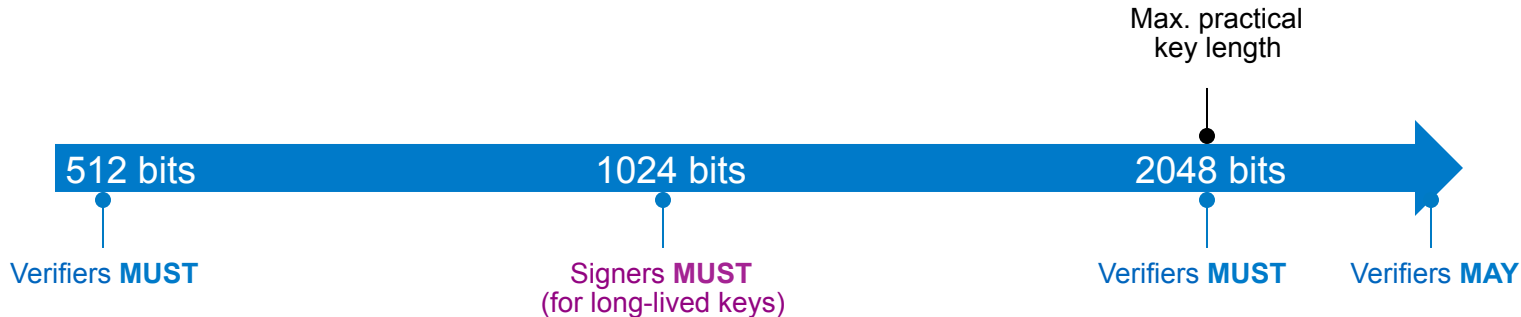 Max. practical
key length
512 bits
1024 bits
2048 bits
Verifiers MUST
Signers MUST
(for long-lived keys)
Verifiers MUST
Verifiers MAY